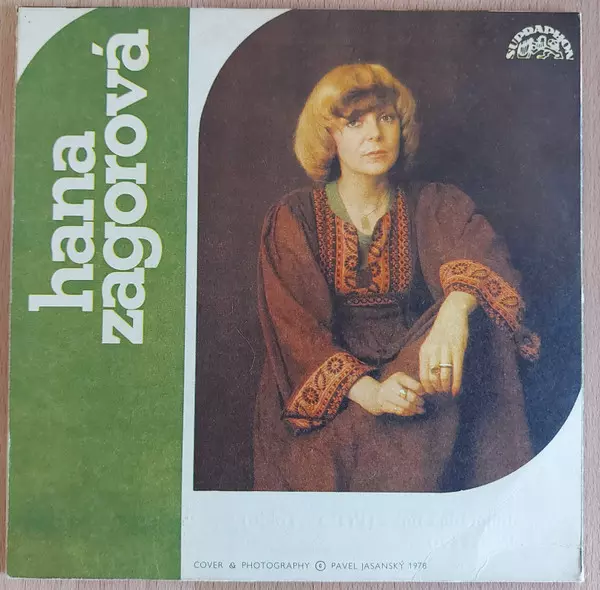 hana
zagorová
SUPRAPHON
COVER & PHOTOGRAPHY © PAVEL JASANSKÝ 1978